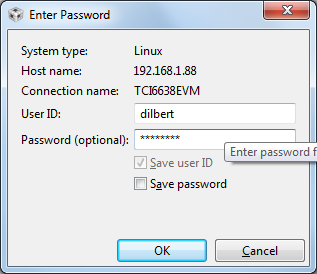 Enter Password
System type: Linux
Host name: 192.168.1.88
Connection name: TCI6638EVM
User ID: dilbert
Password (optional): ********
Enter password f
Save user ID
Save password
OK Cancel